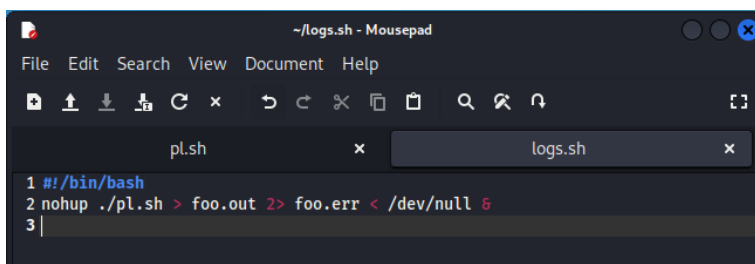 ~/logs.sh - Mousepad
File Edit Search View Document Help
pl.sh × logs.sh ×
1 #!/bin/bash
2 nohup ./pl.sh > foo.out 2> foo.err < /dev/null &
3